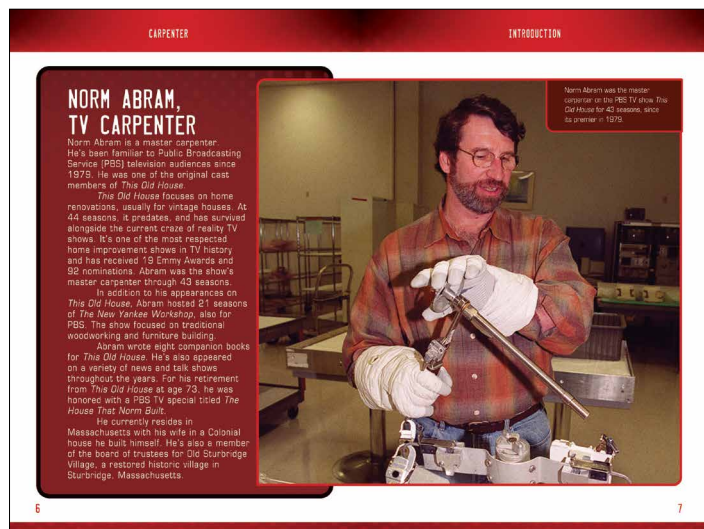 CARPENTER
INTRODUCTION
NORM ABRAM,
TV CARPENTER
Norm Abram is a master carpenter.
He's been familiar to Public Broadcasting
Service (PBS) television audiences since
1979. He was one of the original cast
members of This Old House.
This Old House focuses on home
renovations, usually for vintage houses. At
44 seasons, it predates, and has survived
alongside the current craze of reality TV
shows. It's one of the most respected
home improvement shows in TV history
and has received 19 Emmy Awards and
92 nominations. Abram was the show's
master carpenter through 43 seasons.
In addition to his appearances on
This Old House, Abram hosted 21 seasons
of The New Yankee Workshop, also for
PBS. The show focused on traditional
woodworking and furniture building.
Abram wrote eight companion books
for This Old House. He's also appeared
on a variety of news and talk shows
throughout the years. For his retirement
from This Old House at age 73, he was
honored with a PBS TV special titled The
House That Norm Built.
He currently resides in
Massachusetts with his wife in a Colonial
house he built himself. He's also a member
of the board of trustees for Old Sturbridge
Village, a restored historic village in
Sturbridge, Massachusetts.
Norm Abram was the master
carpenter on the PBS TV show This
Old House for 43 seasons, since
its premier in 1979.
6
7